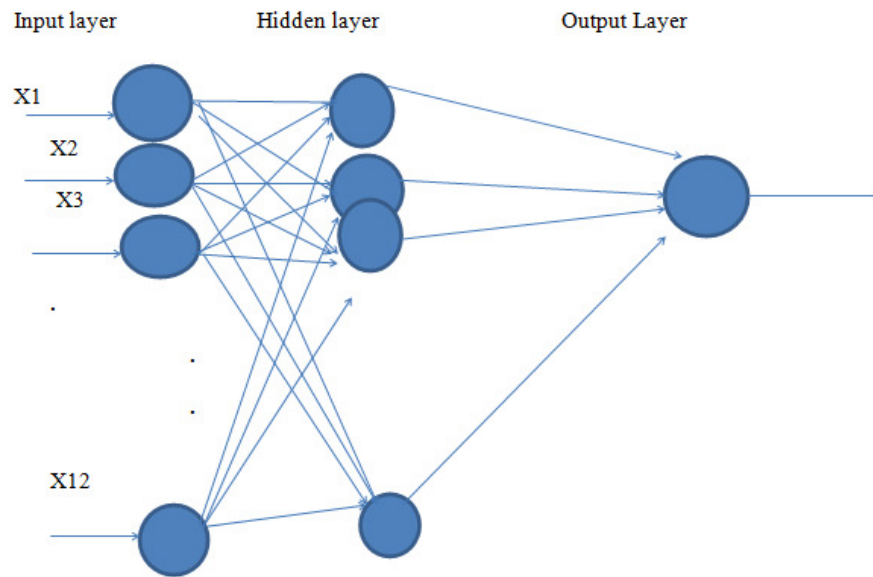 Input layer
Hidden layer
Output Layer
X1
X2
X3
.
.
.
X12